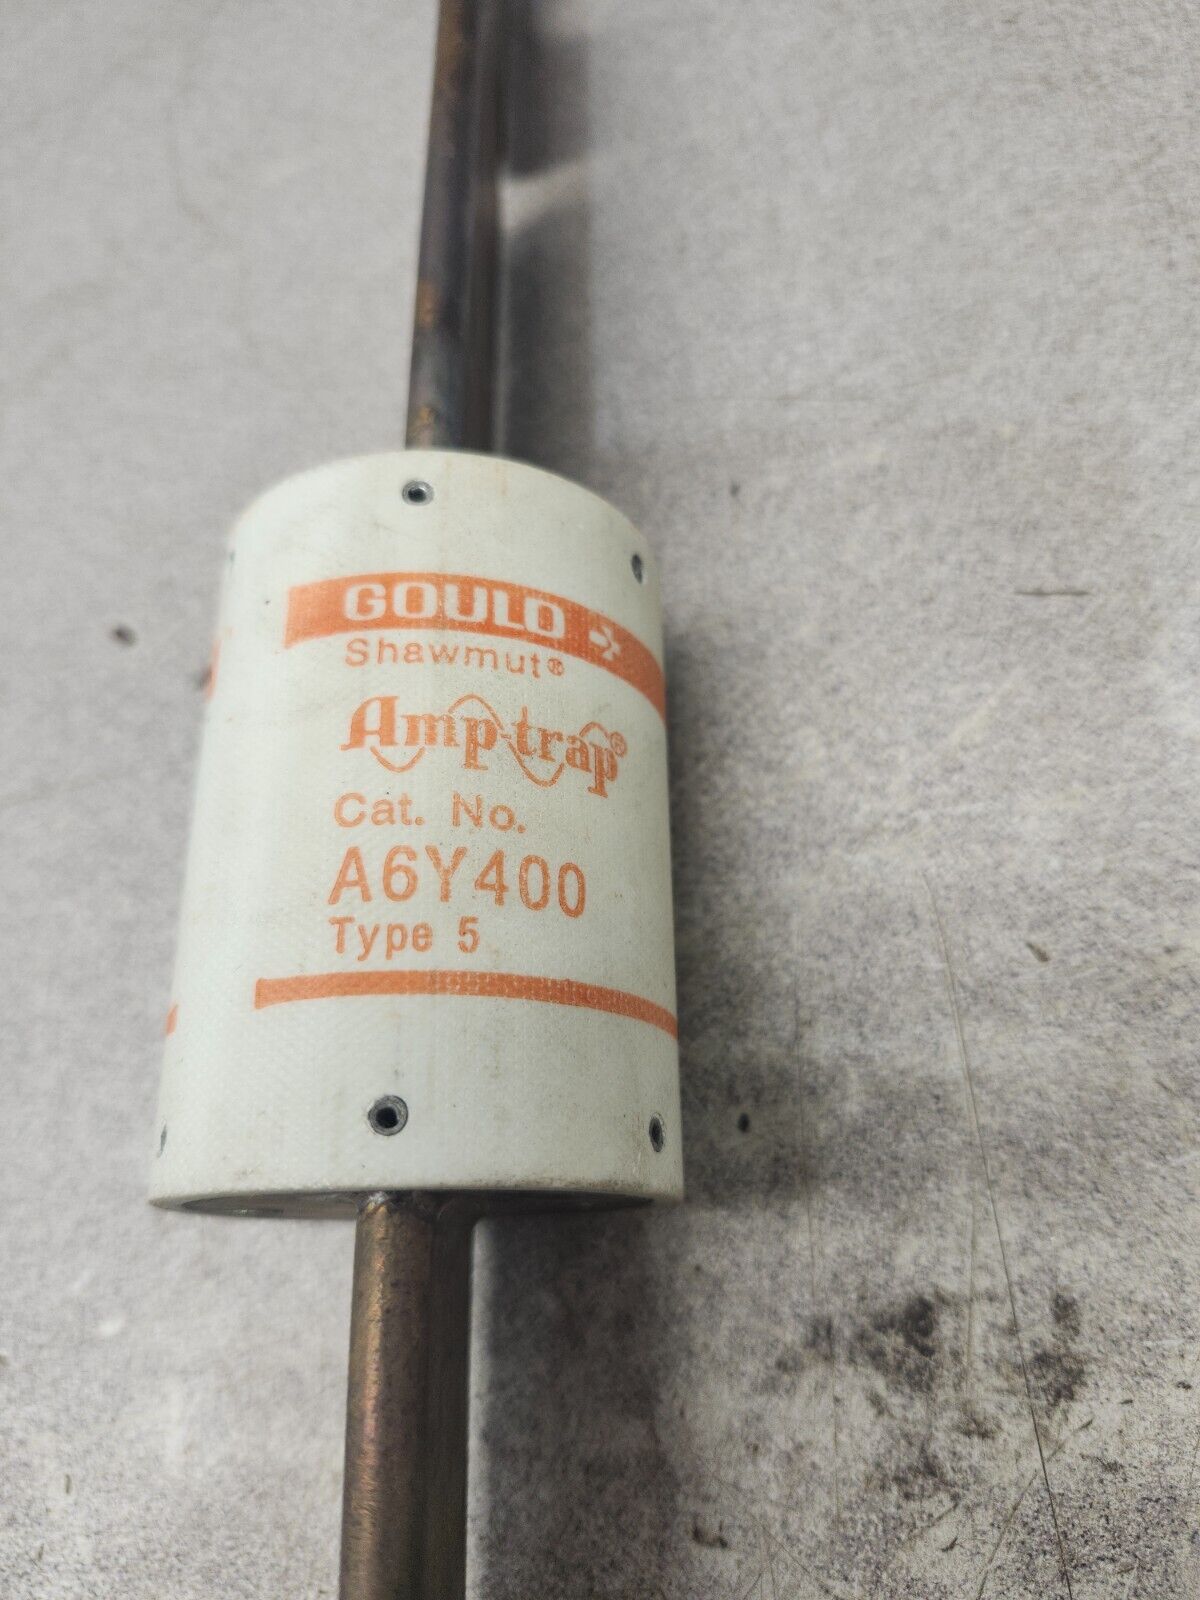 GOULD
Shawmut®
Amp-trap®
Cat. No.
A6Y400
Type 5